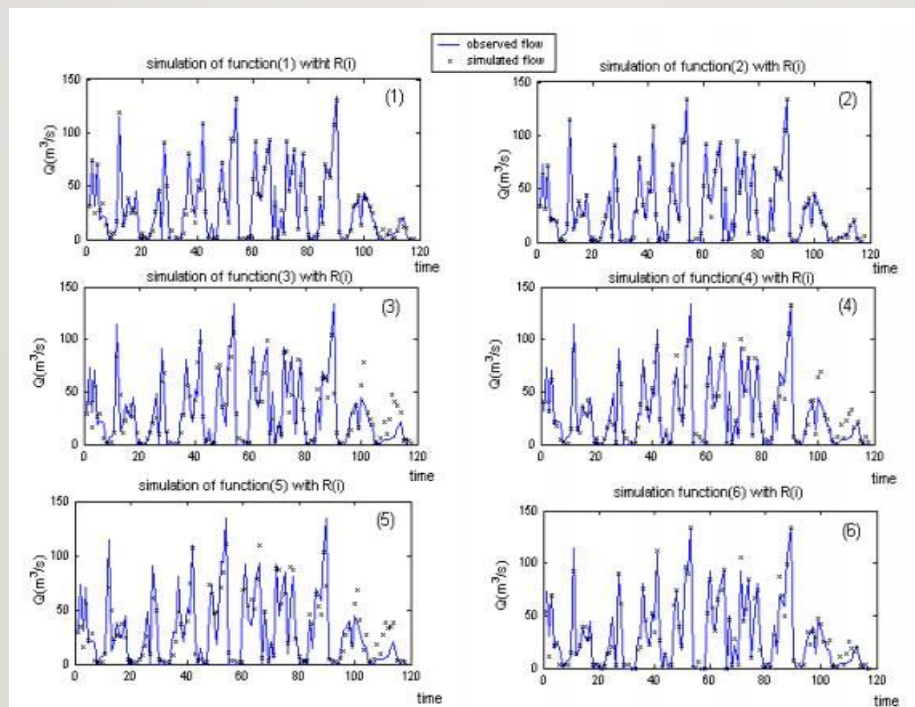 observed flow
simulated flow
simulation of function(1) witht R(i)
(1)
Q(m³/s)
150
100
50
0
0 20 40 60 80 100 120
time
simulation of function(2) with R(i)
(2)
Q(m³/s)
150
100
50
0
0 20 40 60 80 100 120
time
simulation of function(3) with R(i)
(3)
Q(m³/s)
150
100
50
0
0 20 40 60 80 100 120
time
simulation of function(4) with R(i)
(4)
Q(m³/s)
150
100
50
0
0 20 40 60 80 100 120
time
simulation of function(5) with R(i)
(5)
Q(m³/s)
150
100
50
0
0 20 40 60 80 100 120
time
simulation function(6) with R(i)
(6)
Q(m³/s)
150
100
50
0
0 20 40 60 80 100 120
time